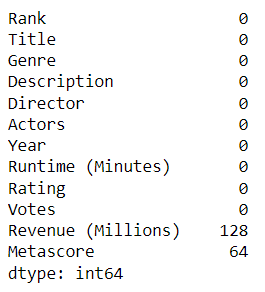 Rank 0
Title 0
Genre 0
Description 0
Director 0
Actors 0
Year 0
Runtime (Minutes) 0
Rating 0
Votes 0
Revenue (Millions) 128
Metascore 64
dtype: int64